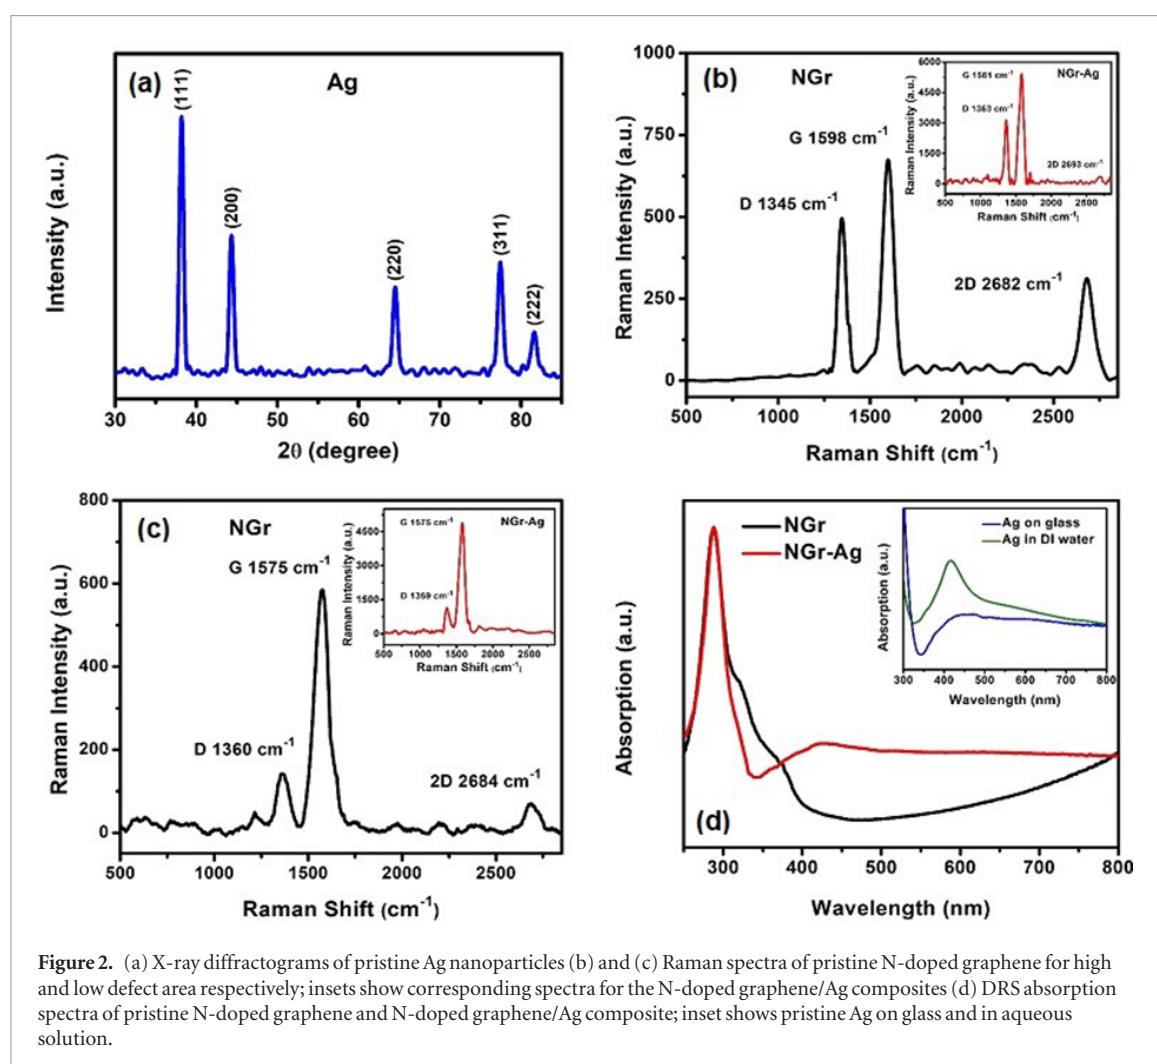 (a)
Ag
(111)
(200)
(220)
(311)
(222)
Intensity (a.u.)
30 40 50 60 70 80
2θ (degree)
(b)
NGr
1000
750
500
250
0
Raman Intensity (a.u.)
D 1345 cm-1
G 1598 cm-1
2D 2682 cm-1
500 1000 1500 2000 2500
Raman Shift (cm-1)
NGr-Ag
6000
4500
3000
1500
0
Raman Intensity (a.u.)
G 1581 cm-1
D 1363 cm-1
2D 2693 cm-1
500 1000 1500 2000 2500
Raman Shift (cm-1)
(c)
NGr
800
600
400
200
0
Raman Intensity (a.u.)
G 1575 cm-1
D 1360 cm-1
2D 2684 cm-1
500 1000 1500 2000 2500
Raman Shift (cm-1)
NGr-Ag
4500
3000
1500
0
Raman Intensity (a.u.)
G 1575 cm-1
D 1359 cm-1
500 1000 1500 2000 2500
Raman Shift (cm-1)
NGr
NGr-Ag
(d)
Absorption (a.u.)
300 400 500 600 700 800
Wavelength (nm)
Ag on glass
Ag in DI water
Absorption (a.u.)
300 400 500 600 700 800
Wavelength (nm)
Figure 2. (a) X-ray diffractograms of pristine Ag nanoparticles (b) and (c) Raman spectra of pristine N-doped graphene for high
and low defect area respectively; insets show corresponding spectra for the N-doped graphene/Ag composites (d) DRS absorption
spectra of pristine N-doped graphene and N-doped graphene/Ag composite; inset shows pristine Ag on glass and in aqueous
solution.